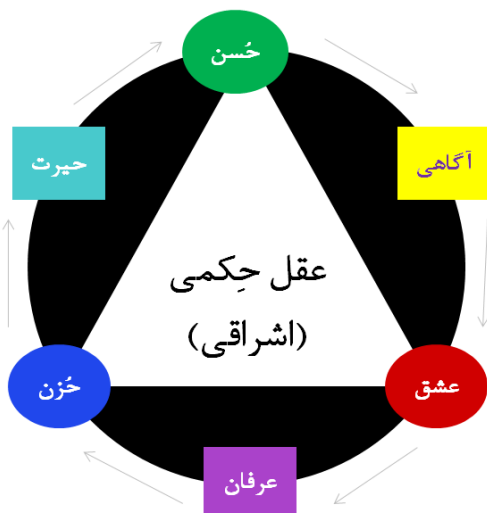 حُسن
آگاهی
حیرت
عقل حِکمی
(اشراقی)
عشق
حُزن
عرفان